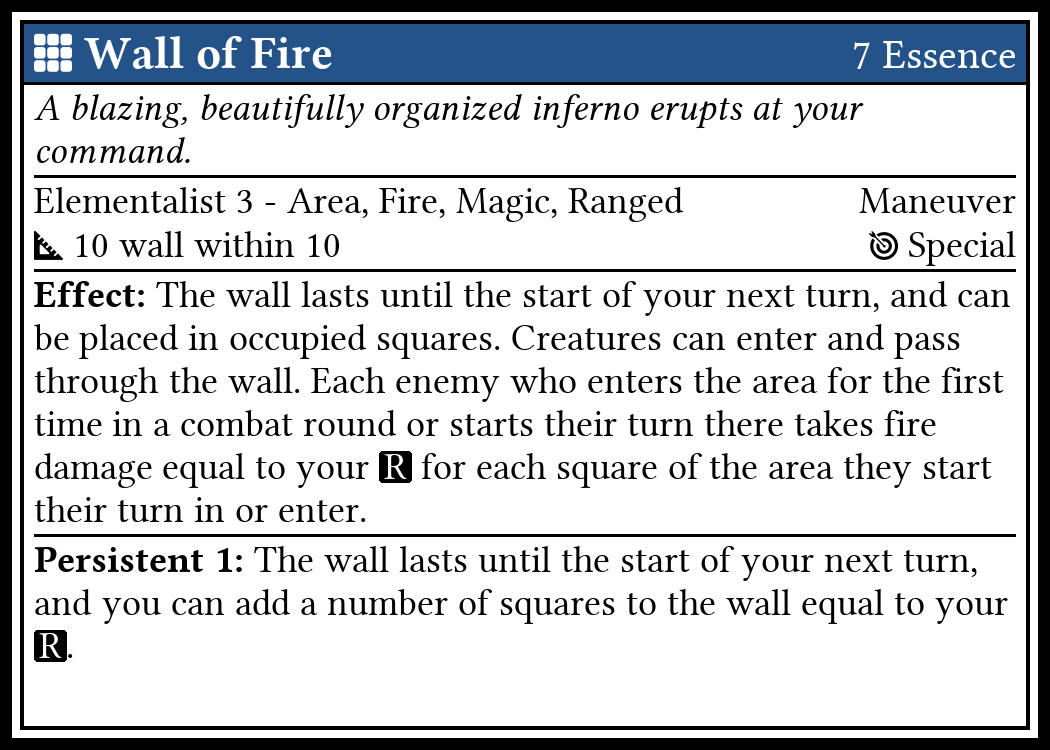 Wall of Fire 7 Essence
A blazing, beautifully organized inferno erupts at your
command.
Elementalist 3 - Area, Fire, Magic, Ranged Maneuver
10 wall within 10 Special
Effect: The wall lasts until the start of your next turn, and can
be placed in occupied squares. Creatures can enter and pass
through the wall. Each enemy who enters the area for the first
time in a combat round or starts their turn there takes fire
damage equal to your R for each square of the area they start
their turn in or enter.
Persistent 1: The wall lasts until the start of your next turn,
and you can add a number of squares to the wall equal to your
R.